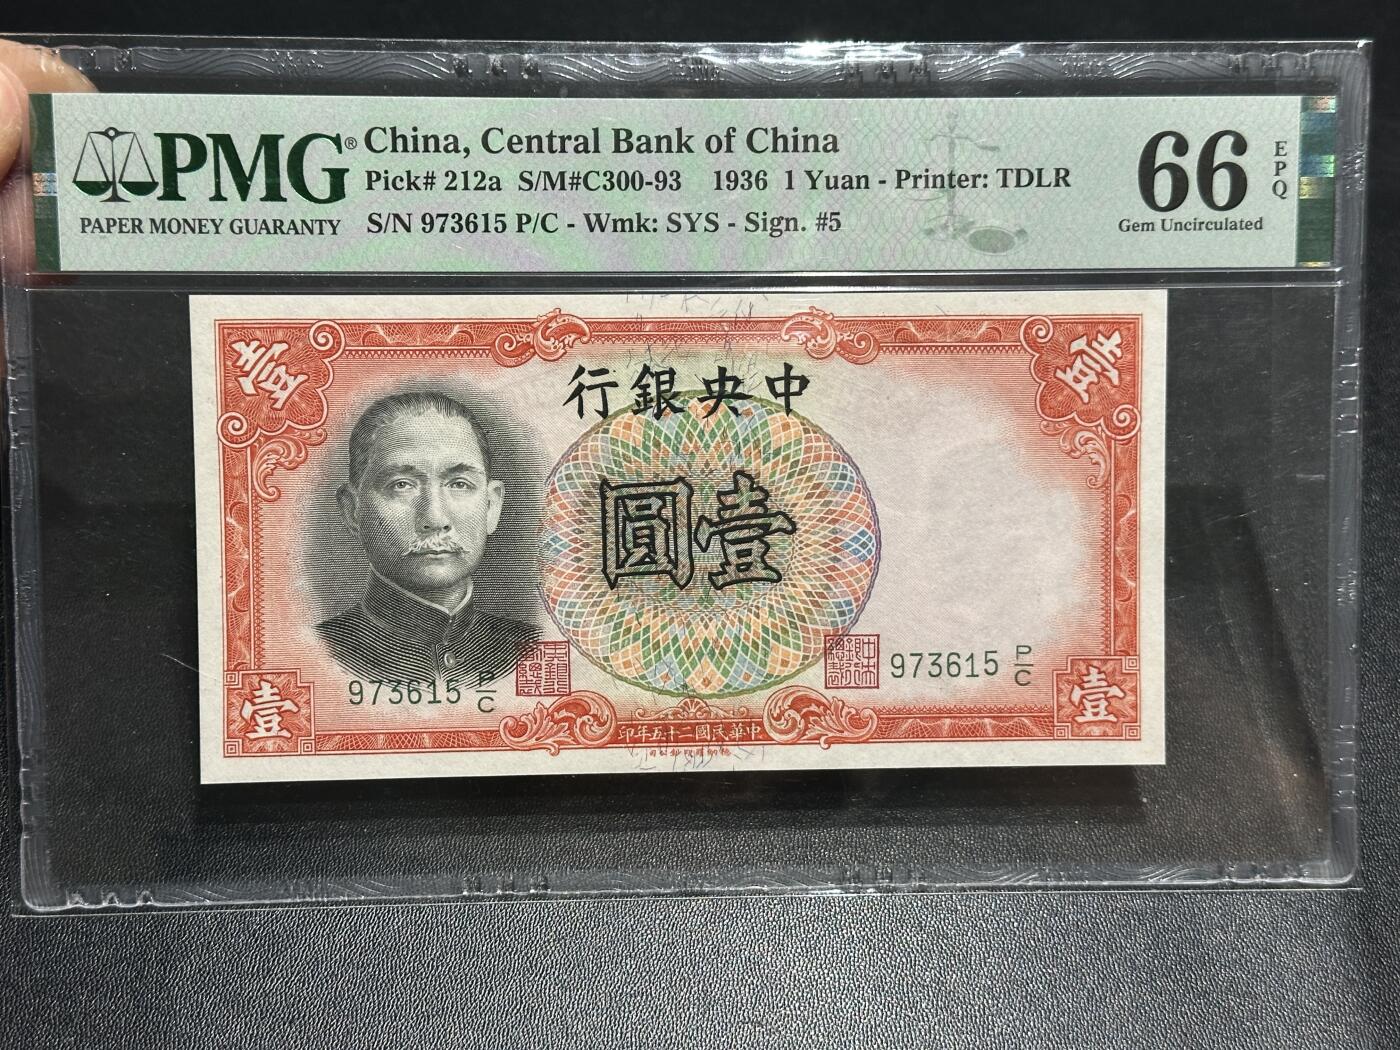 PMG® China, Central Bank of China
Pick# 212a S/M#C300-93 1936 1 Yuan - Printer: TDLR
PAPER MONEY GUARANTY S/N 973615 P/C - Wmk: SYS - Sign. #5
66 EPQ
Gem Uncirculated
壹 壹
行銀央中
圓壹
973615 P/C
973615 P/C
壹 壹
印年五十二國民華中